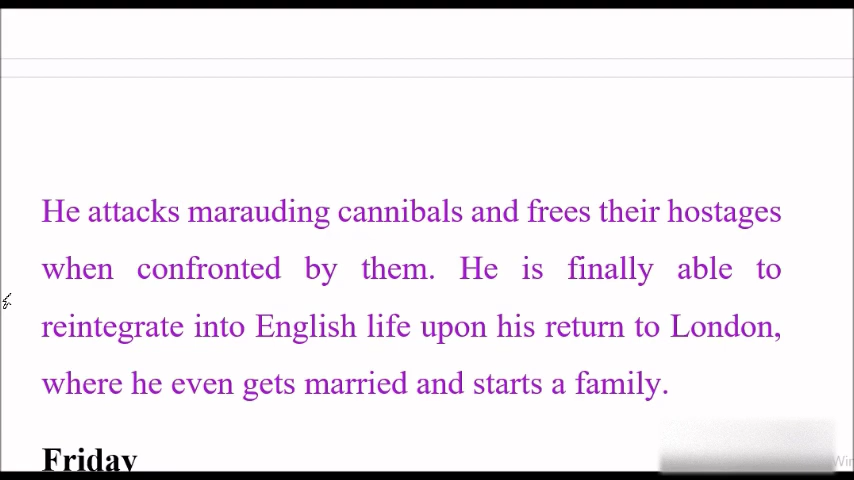 He attacks marauding cannibals and frees their hostages
when confronted by them. He is finally able to
reintegrate into English life upon his return to London,
where he even gets married and starts a family.
Friday